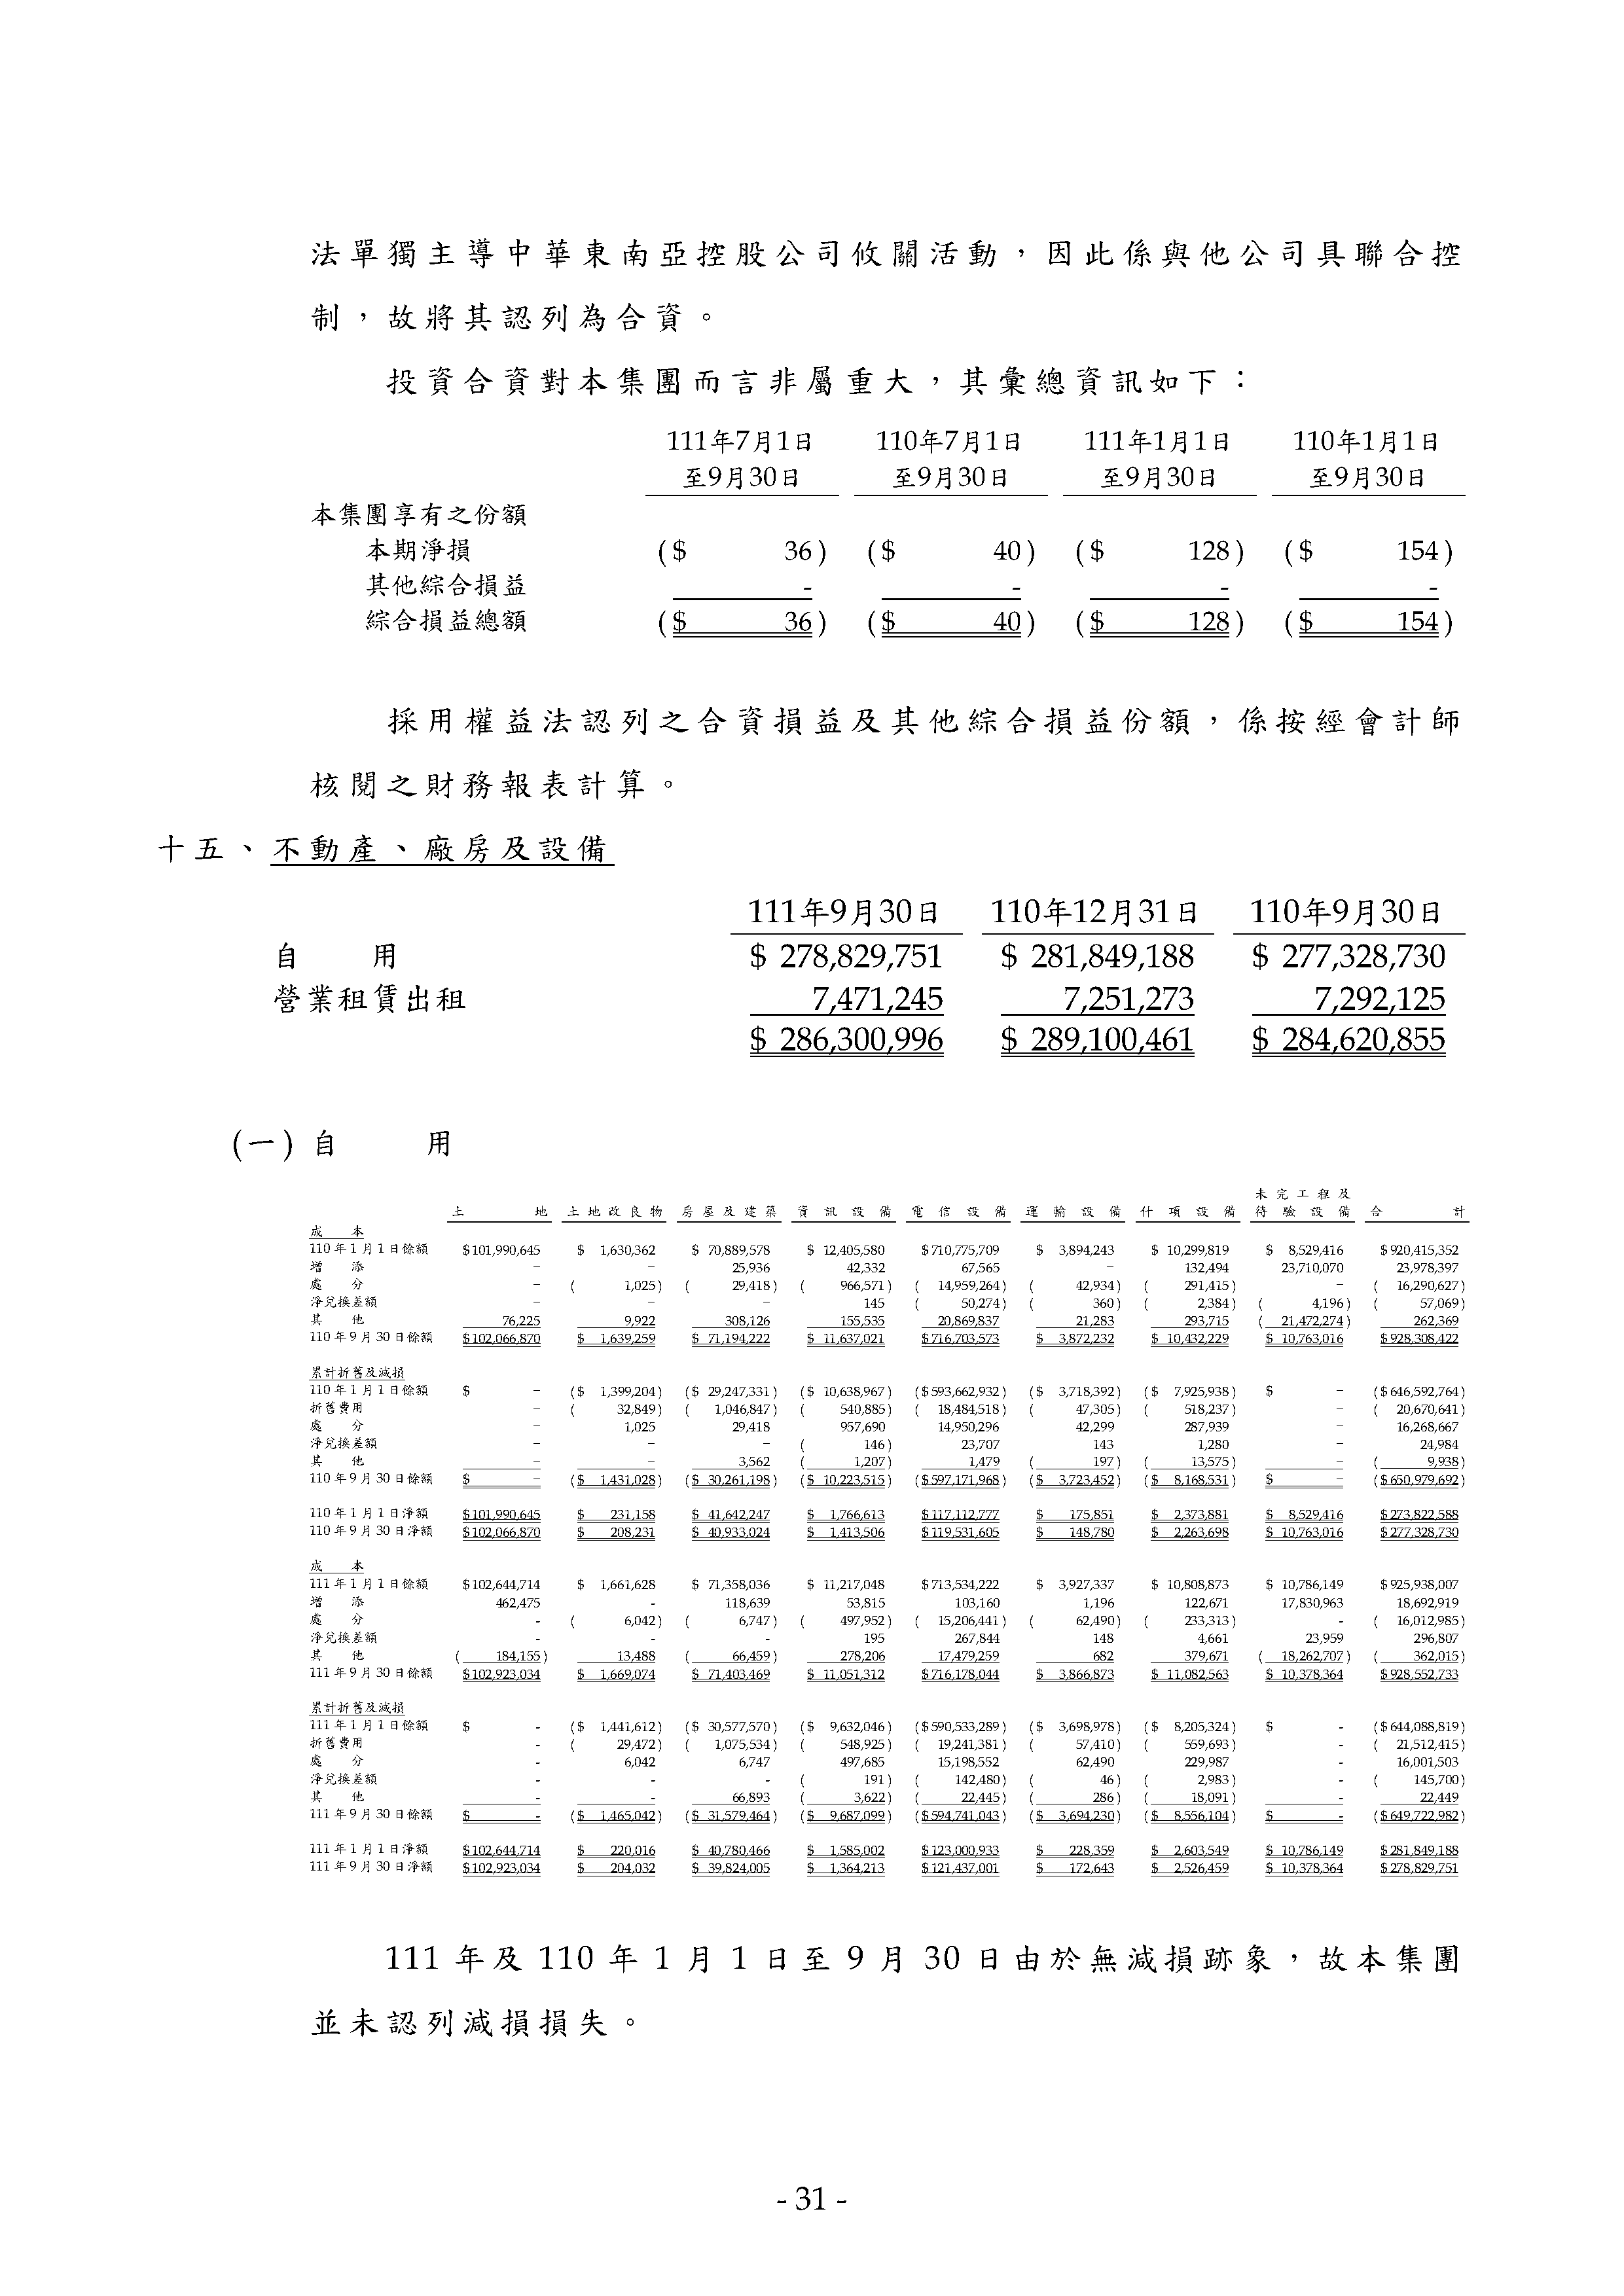 法單獨主導中華東南亞控股公司攸關活動，因此係與他公司具聯合控
制，故將其認列為合資。
投資合資對本集團而言非屬重大，其彙總資訊如下：
111年7月1日 110年7月1日 111年1月1日 110年1月1日
至9月30日 至9月30日 至9月30日 至9月30日
本集團享有之份額
本期淨損 ($ 36) ($ 40) ($ 128) ($ 154)
其他綜合損益 - - - -
綜合損益總額 ($ 36) ($ 40) ($ 128) ($ 154)
採用權益法認列之合資損益及其他綜合損益份額，係按經會計師
核閱之財務報表計算。
十五、不動產、廠房及設備
111年9月30日 110年12月31日 110年9月30日
自 用 $ 278,829,751 $ 281,849,188 $ 277,328,730
營業租賃出租 7,471,245 7,251,273 7,292,125
$ 286,300,996 $ 289,100,461 $ 284,620,855
(一) 自 用
未完工程及
土 地 土地改良物 房屋及建築 資訊設備 電信設備 運輸設備 什項設備 待驗設備 合 計
成 本
110年1月1日餘額 $101,990,645 $ 1,630,362 $ 70,889,578 $ 12,405,580 $710,775,709 $ 3,894,243 $ 10,299,819 $ 8,529,416 $920,415,352
增 添 － － 25,936 42,332 67,565 － 132,494 23,710,070 23,978,397
處 分 － ( 1,025) ( 29,418) ( 966,571) ( 14,959,264) ( 42,934) ( 291,415) － ( 16,290,627)
淨兌換差額 － － － 145 ( 50,274) ( 360) ( 2,384) ( 4,196) ( 57,069)
其 他 76,225 9,922 308,126 155,535 20,869,837 21,283 293,715 ( 21,472,274) 262,369
110年9月30日餘額 $102,066,870 $ 1,639,259 $ 71,194,222 $ 11,637,021 $716,703,573 $ 3,872,232 $ 10,432,229 $ 10,763,016 $928,308,422
累計折舊及減損
110年1月1日餘額 $ － ($ 1,399,204) ($ 29,247,331) ($ 10,638,967) ($593,662,932) ($ 3,718,392) ($ 7,925,938) $ － ($646,592,764)
折舊費用 － ( 32,849) ( 1,046,847) ( 540,885) ( 18,484,518) ( 47,305) ( 518,237) － ( 20,670,641)
處 分 － 1,025 29,418 957,690 14,950,296 42,299 287,939 － 16,268,667
淨兌換差額 － － － ( 146) 23,707 143 1,280 － 24,984
其 他 － － 3,562 ( 1,207) 1,479 ( 197) ( 13,575) － ( 9,938)
110年9月30日餘額 $ － ($ 1,431,028) ($ 30,261,198) ($ 10,223,515) ($597,171,968) ($ 3,723,452) ($ 8,168,531) $ － ($650,979,692)
110年1月1日淨額 $101,990,645 $ 231,158 $ 41,642,247 $ 1,766,613 $117,112,777 $ 175,851 $ 2,373,881 $ 8,529,416 $273,822,588
110年9月30日淨額 $102,066,870 $ 208,231 $ 40,933,024 $ 1,413,506 $119,531,605 $ 148,780 $ 2,263,698 $ 10,763,016 $277,328,730
成 本
111年1月1日餘額 $102,644,714 $ 1,661,628 $ 71,358,036 $ 11,217,048 $713,534,222 $ 3,927,337 $ 10,808,873 $ 10,786,149 $925,938,007
增 添 462,475 - 118,639 53,815 103,160 1,196 122,671 17,830,963 18,692,919
處 分 - ( 6,042) ( 6,747) ( 497,952) ( 15,206,441) ( 62,490) ( 233,313) - ( 16,012,985)
淨兌換差額 - - - 195 267,844 148 4,661 23,959 296,807
其 他 ( 184,155) 13,488 ( 66,459) 278,206 17,479,259 682 379,671 ( 18,262,707) ( 362,015)
111年9月30日餘額 $102,923,034 $ 1,669,074 $ 71,403,469 $ 11,051,312 $716,178,044 $ 3,866,873 $ 11,082,563 $ 10,378,364 $928,552,733
累計折舊及減損
111年1月1日餘額 $ - ($ 1,441,612) ($ 30,577,570) ($ 9,632,046) ($590,533,289) ($ 3,698,978) ($ 8,205,324) $ - ($644,088,819)
折舊費用 - ( 29,472) ( 1,075,534) ( 548,925) ( 19,241,381) ( 57,410) ( 559,693) - ( 21,512,415)
處 分 - 6,042 6,747 497,685 15,198,552 62,490 229,987 - 16,001,503
淨兌換差額 - - - ( 191) ( 142,480) ( 46) ( 2,983) - ( 145,700)
其 他 - - 66,893 ( 3,622) ( 22,445) ( 286) ( 18,091) - 22,449
111年9月30日餘額 $ - ($ 1,465,042) ($ 31,579,464) ($ 9,687,099) ($594,741,043) ($ 3,694,230) ($ 8,556,104) $ - ($649,722,982)
111年1月1日淨額 $102,644,714 $ 220,016 $ 40,780,466 $ 1,585,002 $123,000,933 $ 228,359 $ 2,603,549 $ 10,786,149 $281,849,188
111年9月30日淨額 $102,923,034 $ 204,032 $ 39,824,005 $ 1,364,213 $121,437,001 $ 172,643 $ 2,526,459 $ 10,378,364 $278,829,751
111 年及 110 年 1 月 1 日至 9 月 30 日由於無減損跡象，故本集團
並未認列減損損失。
- 31 -